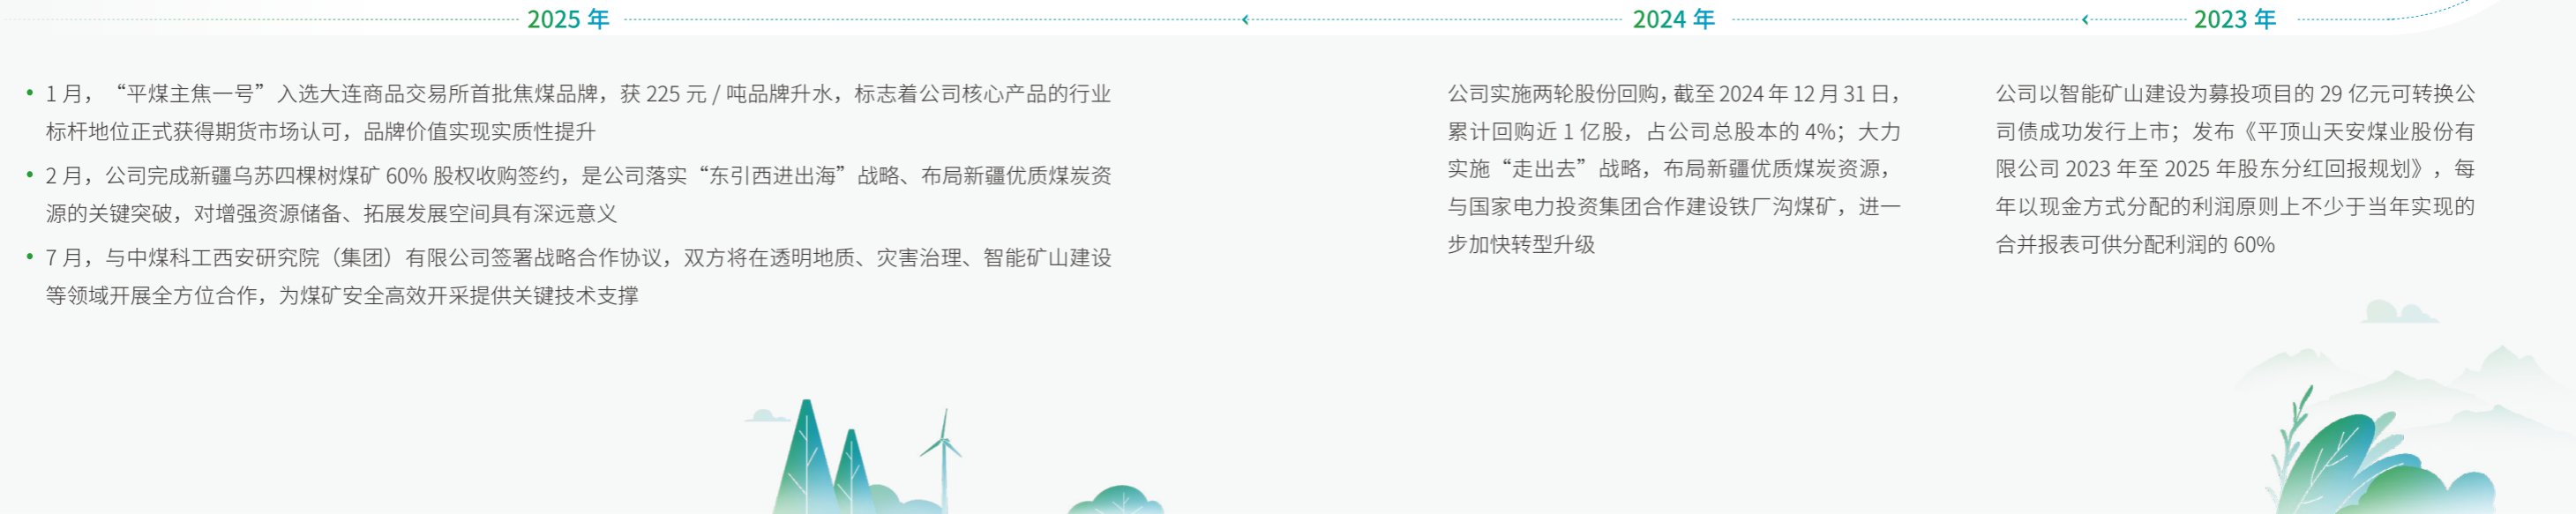 2025 年
• 1 月，“平煤主焦一号”入选大连商品交易所首批焦煤品牌，获 225 元 / 吨品牌升水，标志着公司核心产品的行业
标杆地位正式获得期货市场认可，品牌价值实现实质性提升
• 2 月，公司完成新疆乌苏四棵树煤矿 60% 股权收购签约，是公司落实“东引西进出海”战略、布局新疆优质煤炭资
源的关键突破，对增强资源储备、拓展发展空间具有深远意义
• 7 月，与中煤科工西安研究院（集团）有限公司签署战略合作协议，双方将在透明地质、灾害治理、智能矿山建设
等领域开展全方位合作，为煤矿安全高效开采提供关键技术支撑
2024 年
公司实施两轮股份回购，截至 2024 年 12 月 31 日，
累计回购近 1 亿股，占公司总股本的 4%；大力
实施“走出去”战略，布局新疆优质煤炭资源，
与国家电力投资集团合作建设铁厂沟煤矿，进一
步加快转型升级
2023 年
公司以智能矿山建设为募投项目的 29 亿元可转换公
司债成功发行上市；发布《平顶山天安煤业股份有
限公司 2023 年至 2025 年股东分红回报规划》，每
年以现金方式分配的利润原则上不少于当年实现的
合并报表可供分配利润的 60%